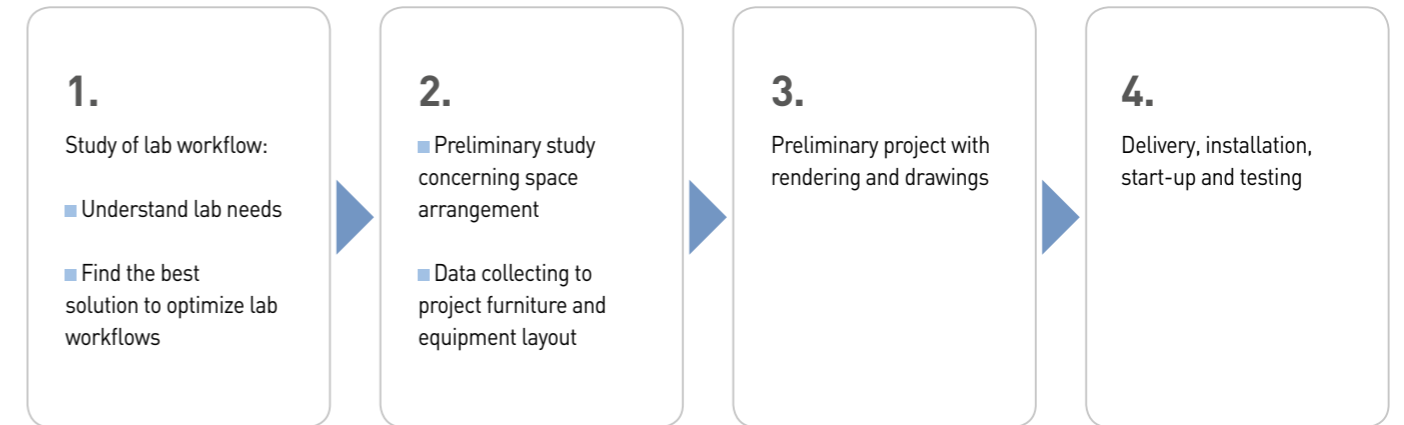 1.
Study of lab workflow:
Understand lab needs
Find the best
solution to optimize lab
workflows
2.
Preliminary study
concerning space
arrangement
Data collecting to
project furniture and
equipment layout
3.
Preliminary project with
rendering and drawings
4.
Delivery, installation,
start-up and testing